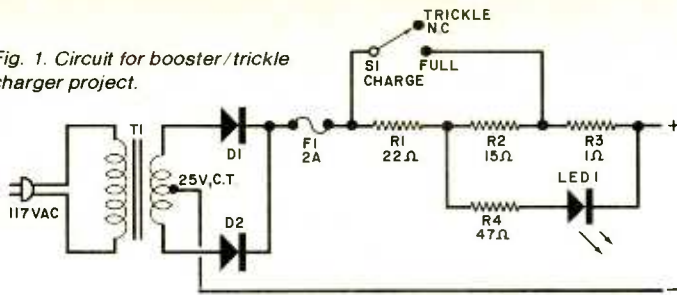 Fig. 1. Circuit for booster/trickle
charger project.
TRICKLE
N.C
S1
CHARGE
FULL
T1
D1
F1
2A
R1
22Ω
R2
15Ω
R3
1Ω
25V,C.T
LED1
R4
47Ω
117VAC
D2
+
−